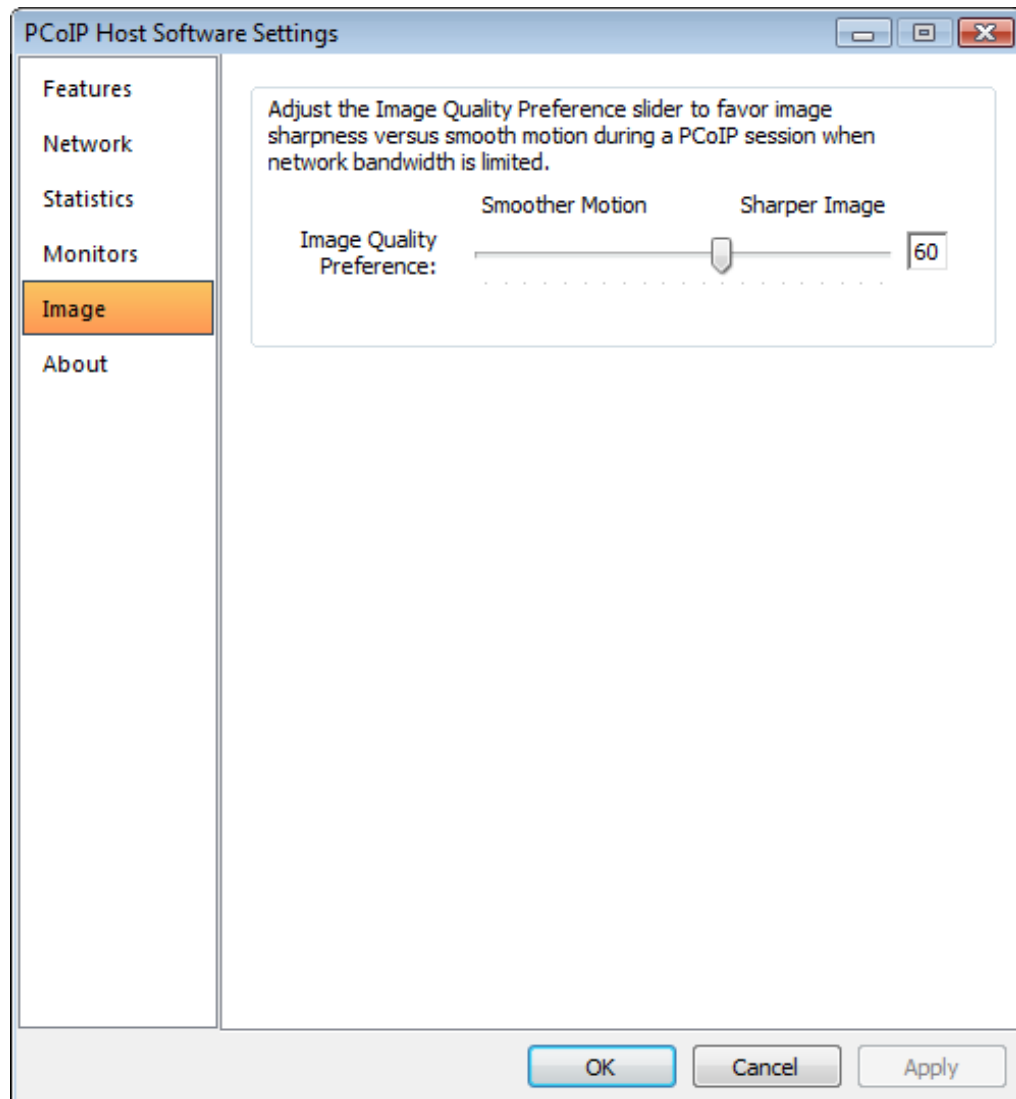 PCoIP Host Software Settings
Features
Network
Statistics
Monitors
Image
About
Adjust the Image Quality Preference slider to favor image
sharpness versus smooth motion during a PCoIP session when
network bandwidth is limited.
Smoother Motion Sharper Image
Image Quality
Preference:
60
OK Cancel Apply